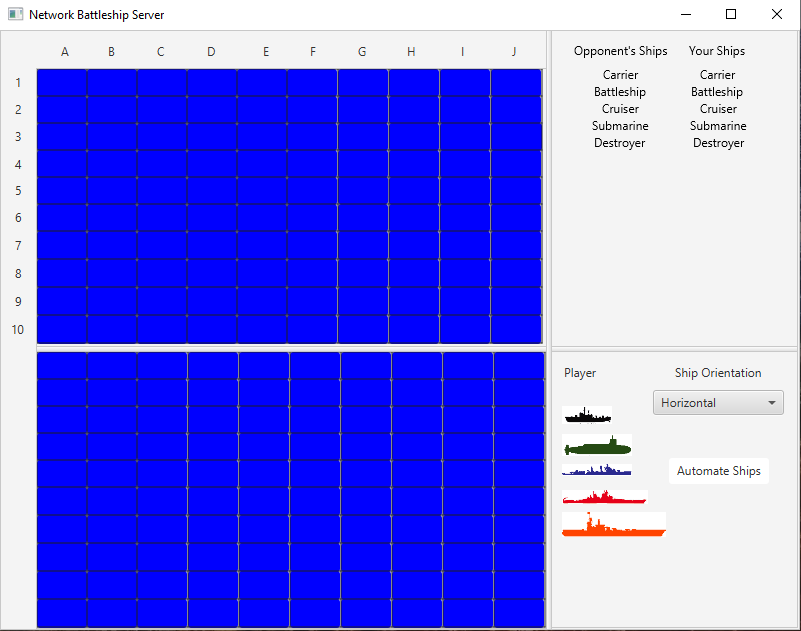 Network Battleship Server
A B C D E F G H I J
1
2
3
4
5
6
7
8
9
10
Opponent's Ships Your Ships
Carrier Carrier
Battleship Battleship
Cruiser Cruiser
Submarine Submarine
Destroyer Destroyer
Player Ship Orientation
Horizontal
Automate Ships